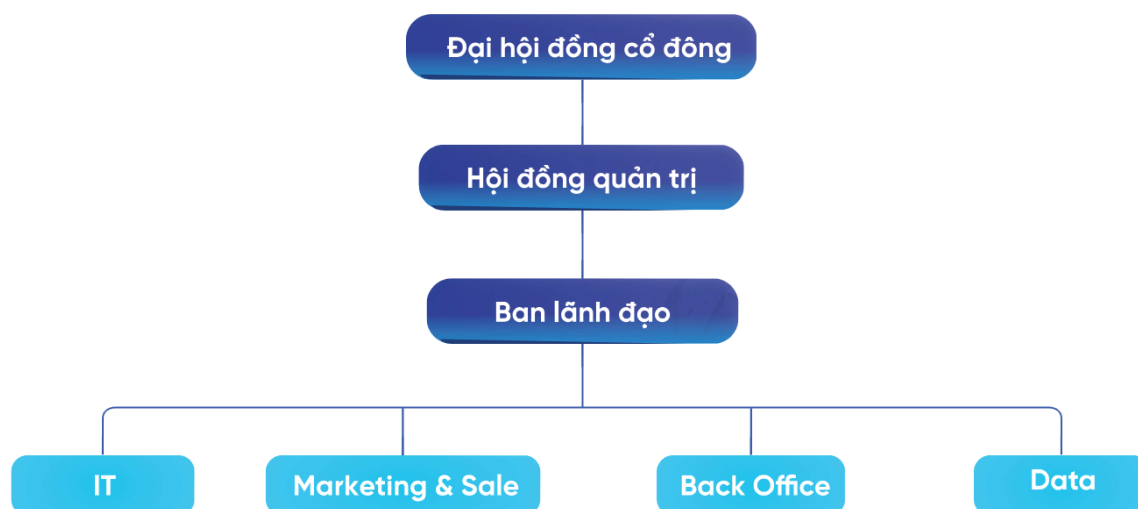 Đại hội đồng cổ đông
Hội đồng quản trị
Ban lãnh đạo
IT
Marketing & Sale
Back Office
Data